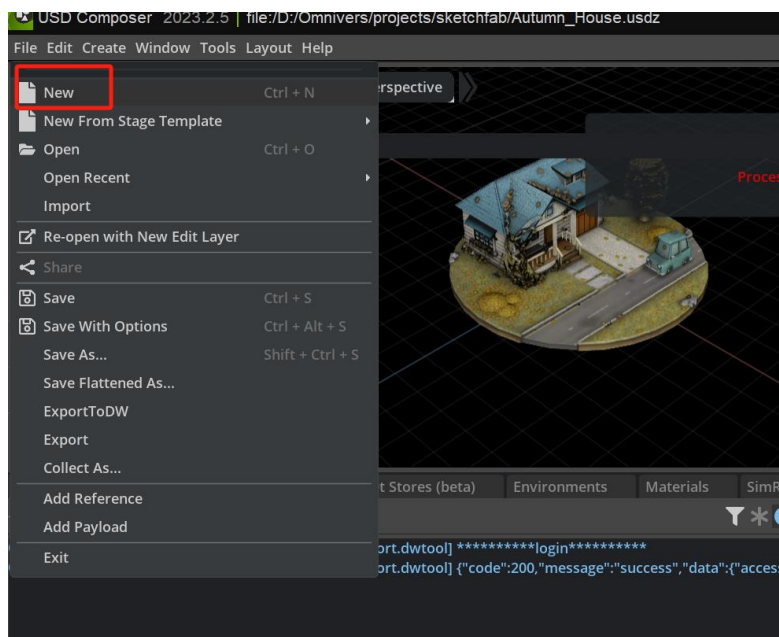 USD Composer 2023.2.5 | file:/D:/Omnivers/projects/sketchfab/Autumn_House.usdz
File Edit Create Window Tools Layout Help
New Ctrl + N
New From Stage Template
Open Ctrl + O
Open Recent
Import
Re-open with New Edit Layer
Share
Save Ctrl + S
Save With Options Ctrl + Alt + S
Save As... Shift + Ctrl + S
Save Flattened As...
ExportToDW
Export
Collect As...
Add Reference
Add Payload
Exit
erspective
Proces
t Stores (beta) Environments Materials SimR
ort.dwtool] **********login**********
ort.dwtool] {"code":200,"message":"success","data":{"acces